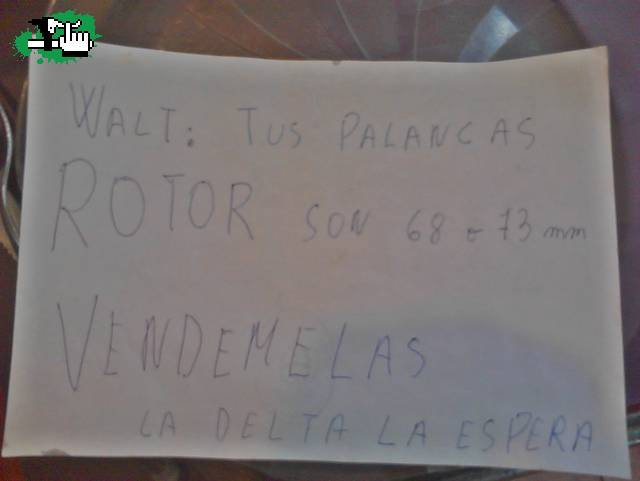 WALT: TUS PALANCAS
ROTOR SON 68 o 73 mm
VENDEMELAS
LA DELTA LA ESPERA